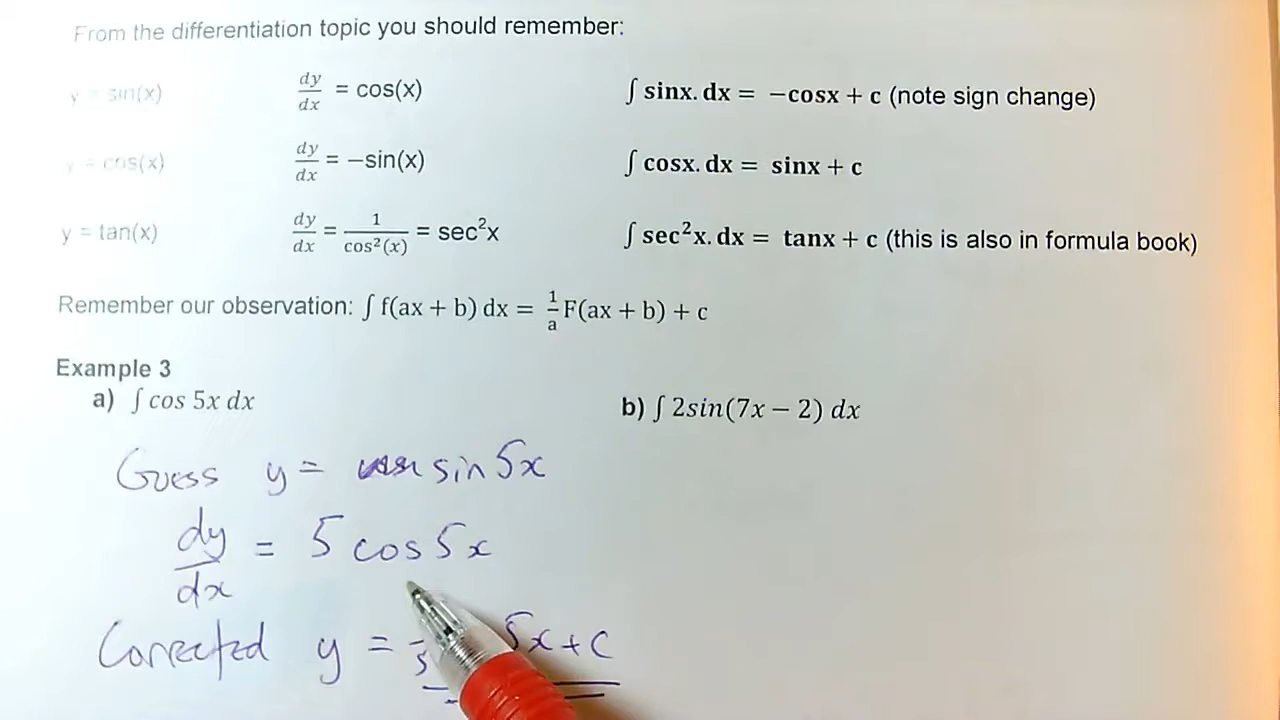 From the differentiation topic you should remember:
y = sin(x) dy/dx = cos(x) ∫ sinx. dx = −cosx + c (note sign change)
y = cos(x) dy/dx = −sin(x) ∫ cosx. dx = sinx + c
y = tan(x) dy/dx = 1/cos²(x) = sec²x ∫ sec²x. dx = tanx + c (this is also in formula book)
Remember our observation: ∫ f(ax + b) dx = 1/a F(ax + b) + c
Example 3
a) ∫ cos 5x dx b) ∫ 2sin(7x − 2) dx
Guess y = sin 5x
dy/dx = 5 cos 5x
Corrected y = 5x + c